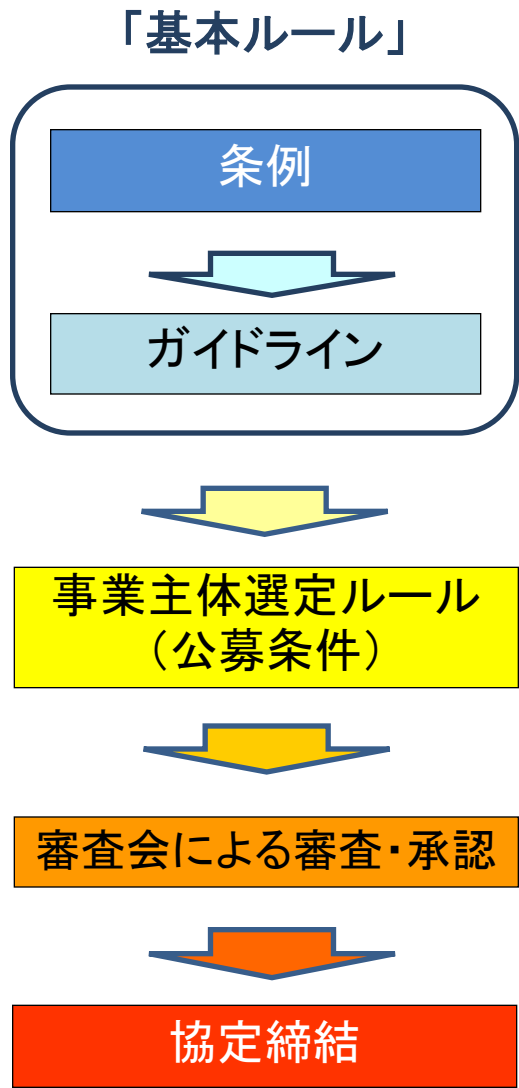 「基本ルール」
条例
ガイドライン
事業主体選定ルール
（公募条件）
審査会による審査・承認
協定締結